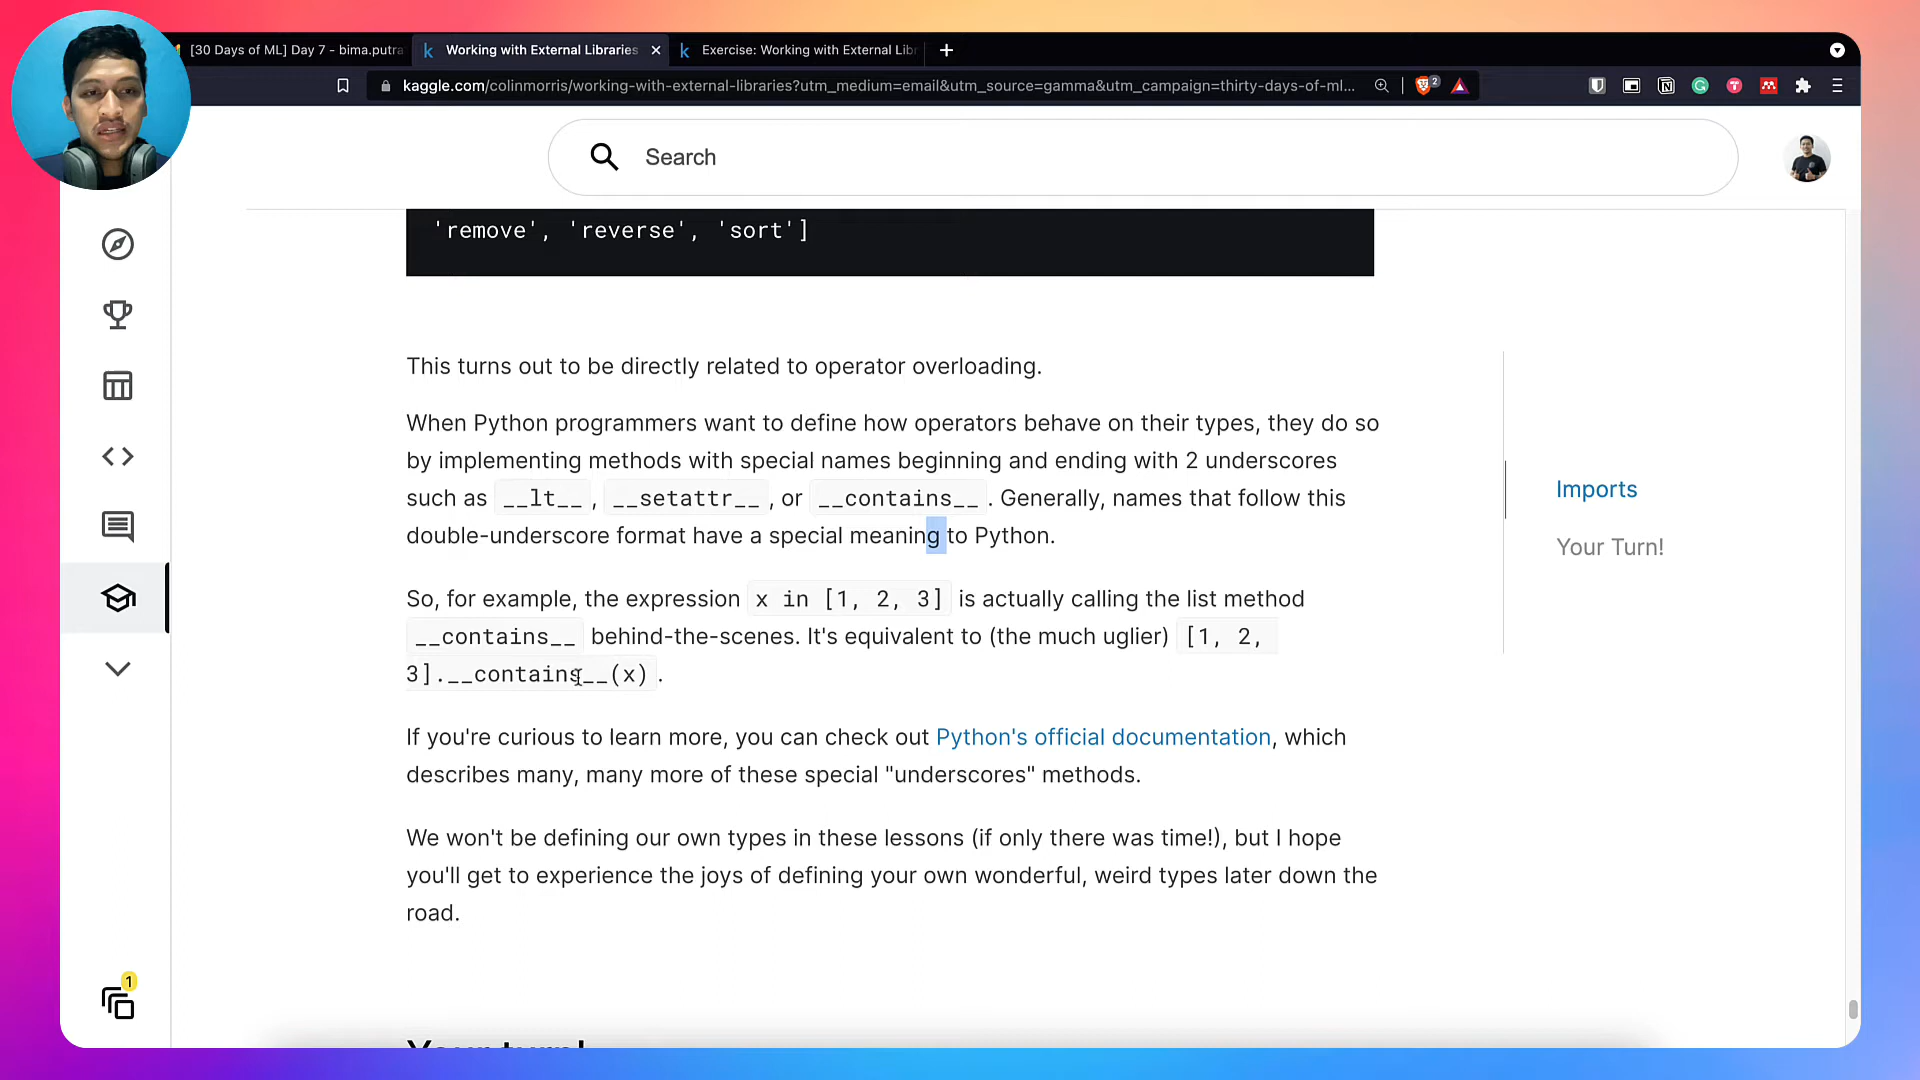 [30 Days of ML] Day 7 - bima.putra
Working with External Libraries
Exercise: Working with External Libr
kaggle.com/colinmorris/working-with-external-libraries?utm_medium=email&utm_source=gamma&utm_campaign=thirty-days-of-ml...
2
Search
'remove', 'reverse', 'sort']
This turns out to be directly related to operator overloading.
When Python programmers want to define how operators behave on their types, they do so
by implementing methods with special names beginning and ending with 2 underscores
such as __lt__ , __setattr__ , or __contains__ . Generally, names that follow this
double-underscore format have a special meaning to Python.
Imports
Your Turn!
So, for example, the expression x in [1, 2, 3] is actually calling the list method
__contains__ behind-the-scenes. It's equivalent to (the much uglier) [1, 2,
3].__contains__(x) .
If you're curious to learn more, you can check out Python's official documentation, which
describes many, many more of these special "underscores" methods.
We won't be defining our own types in these lessons (if only there was time!), but I hope
you'll get to experience the joys of defining your own wonderful, weird types later down the
road.
1
Your turn!